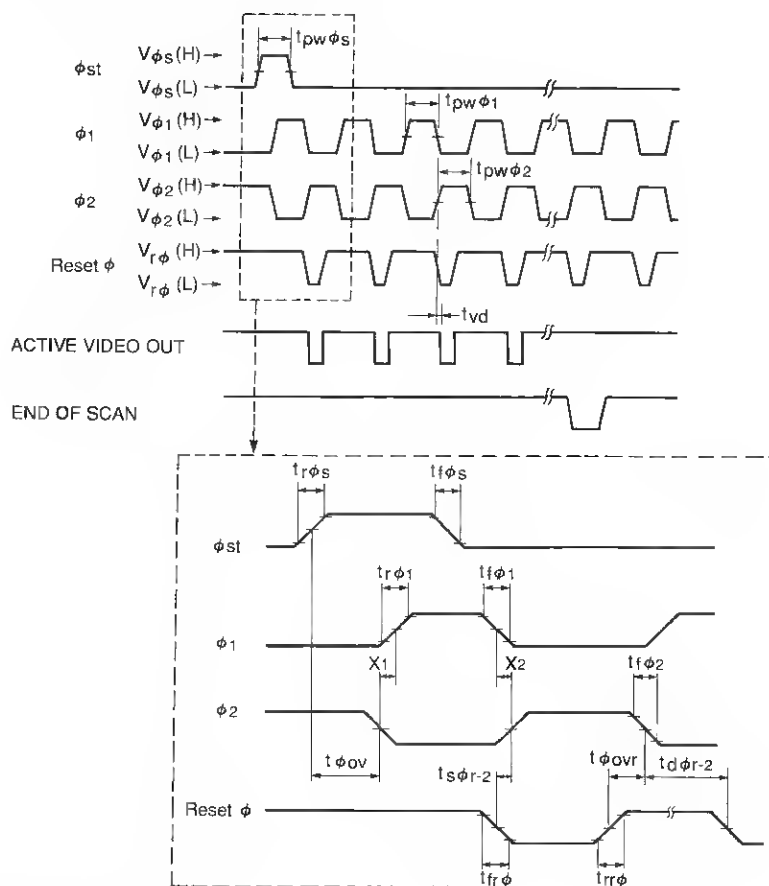 tpwϕs
Vϕs(H)
ϕst
Vϕs(L)
Vϕ1(H)
tpwϕ1
ϕ1
Vϕ1(L)
Vϕ2(H)
tpwϕ2
ϕ2
Vϕ2(L)
Vrϕ(H)
Reset ϕ
Vrϕ(L)
tvd
ACTIVE VIDEO OUT
END OF SCAN
trϕs
tfϕs
ϕst
trϕ1
tfϕ1
ϕ1
X1
X2
tfϕ2
ϕ2
tϕov
tsϕr-2
tϕovr
tdϕr-2
Reset ϕ
tfrϕ
trrϕ